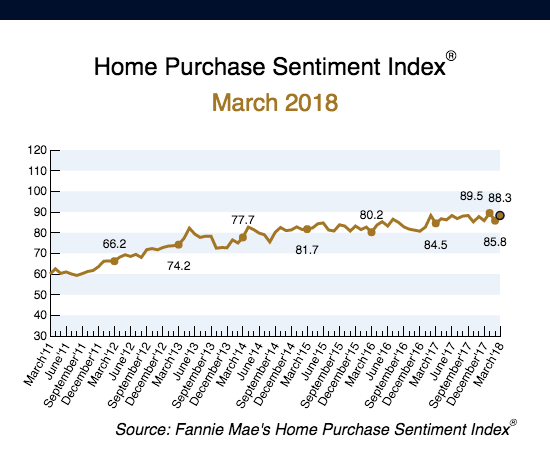 Home Purchase Sentiment Index®
March 2018
120
110
100
90
80
70
60
50
40
30
66.2
74.2
77.7
81.7
80.2
84.5
89.5
85.8
88.3
March'11
June'11
September'11
December'11
March'12
June'12
September'12
December'12
March'13
June'13
September'13
December'13
March'14
June'14
September'14
December'14
March'15
June'15
September'15
December'15
March'16
June'16
September'16
December'16
March'17
June'17
September'17
December'17
March'18
Source: Fannie Mae's Home Purchase Sentiment Index®